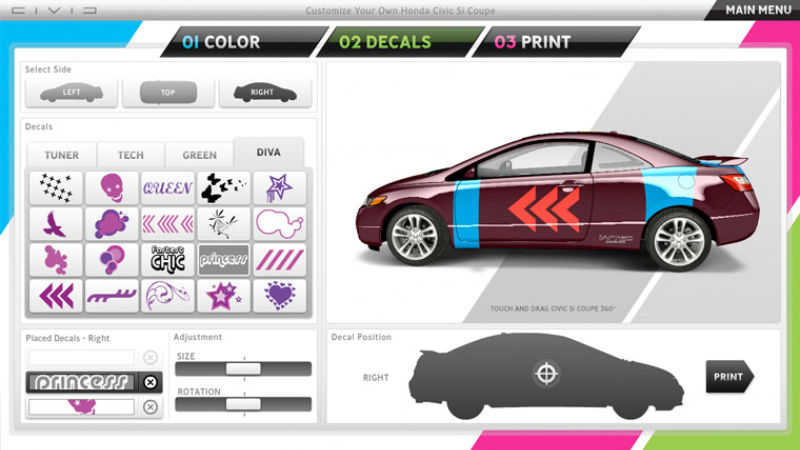 CIVIC
Customize Your Own Honda Civic Si Coupe
MAIN MENU
01 COLOR
02 DECALS
03 PRINT
Select Side
LEFT
TOP
RIGHT
Decals
TUNER
TECH
GREEN
DIVA
QUEEN
Fastest
CHIC
princess
TOUCH AND DRAG CIVIC Si COUPE 360°
Placed Decals - Right
princess
Adjustment
SIZE
ROTATION
Decal Position
RIGHT
PRINT